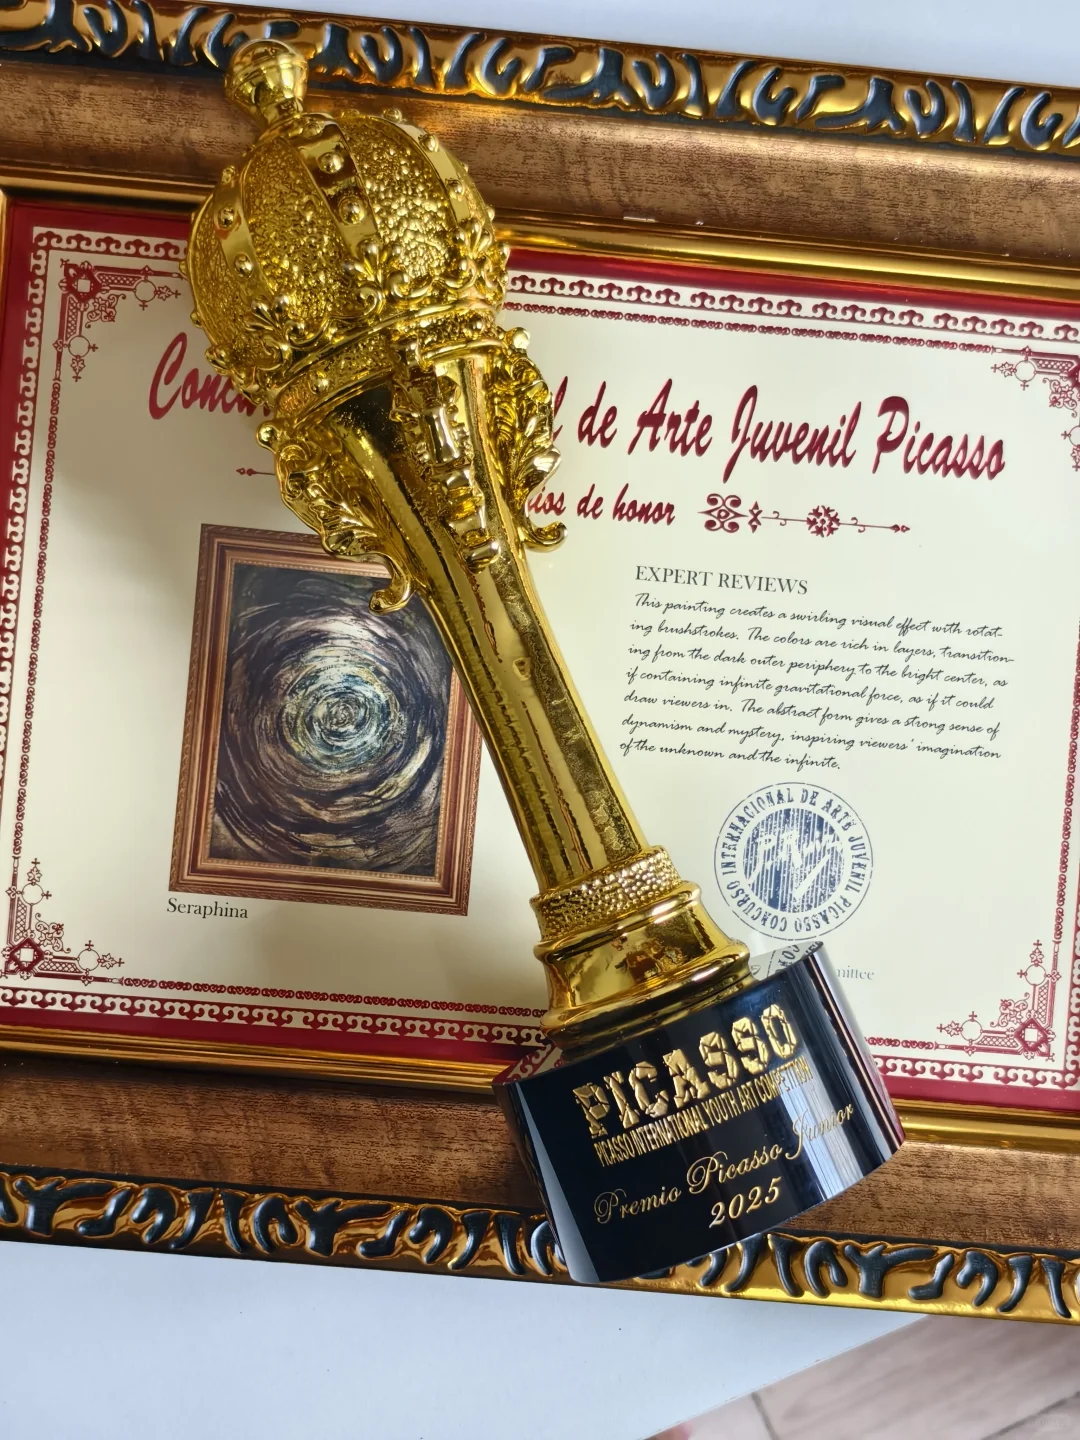 de Arte Juvenil Picasso
de honor
EXPERT REVIEWS
This painting creates a swirling visual effect with rotat-
ing brushstrokes. The colors are rich in layers, transition-
ing from the dark outer periphery to the bright center, as
if containing infinite gravitational force, as if it could
draw viewers in. The abstract form gives a strong sense of
dynamism and mystery, inspiring viewers' imagination
of the unknown and the infinite.
Seraphina
CONCURSO INTERNACIONAL DE ARTE JUVENIL PICASSO
PICASSO
PICASSO INTERNATIONAL YOUTH ART COMPETITION
Premio Picasso Junior
2025